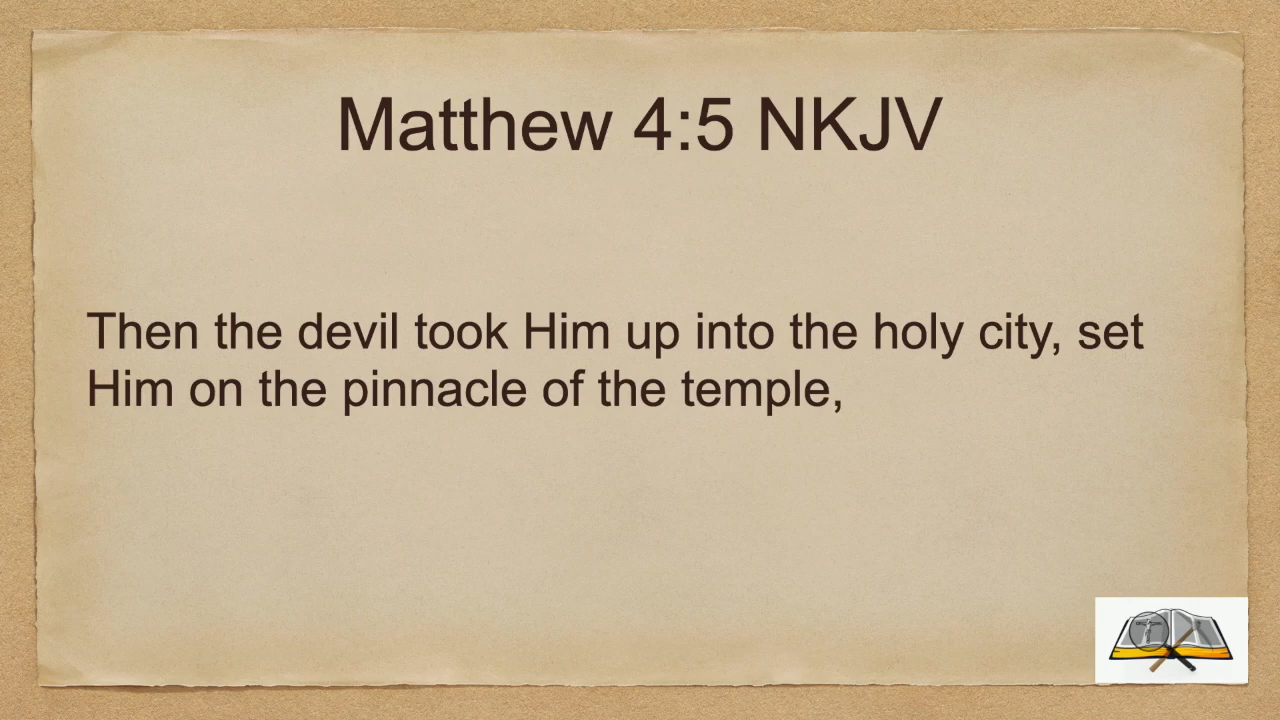 Matthew 4:5 NKJV
Then the devil took Him up into the holy city, set
Him on the pinnacle of the temple,